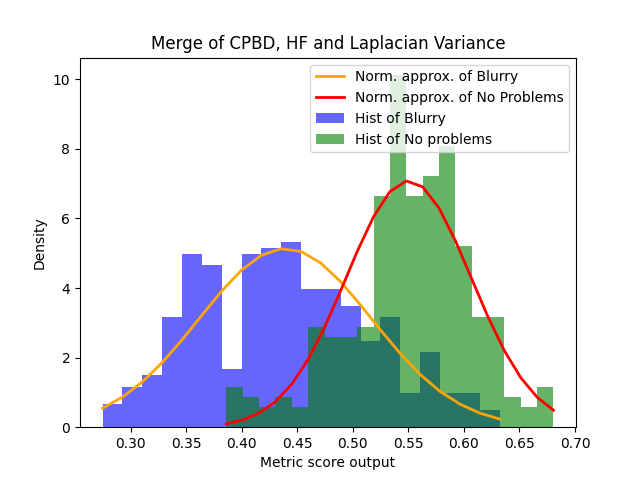 Merge of CPBD, HF and Laplacian Variance
Norm. approx. of Blurry
Norm. approx. of No Problems
Hist of Blurry
Hist of No problems
Density
10
8
6
4
2
0
0.30 0.35 0.40 0.45 0.50 0.55 0.60 0.65 0.70
Metric score output